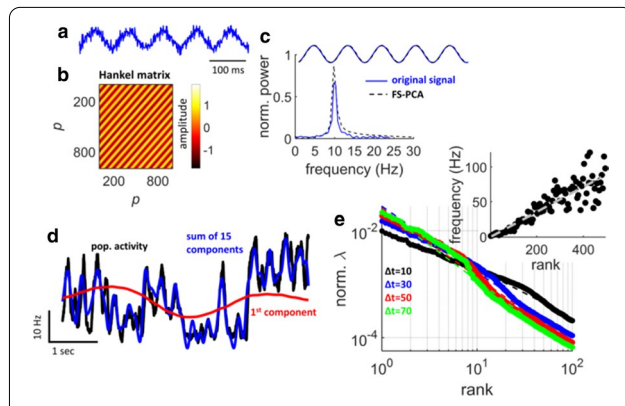 a
100 ms
b
Hankel matrix
200
800
p
200 800
p
amplitude
1
0
-1
c
1
0.5
0
norm. power
original signal
FS-PCA
0 5 10 15 20 25 30
frequency (Hz)
d
pop. activity
sum of 15
components
1st component
10 Hz
1 sec
e
120
80
40
0
frequency (Hz)
200 400
rank
10-2
10-4
norm. λ
Δt=10
Δt=30
Δt=50
Δt=70
100 101 102
rank